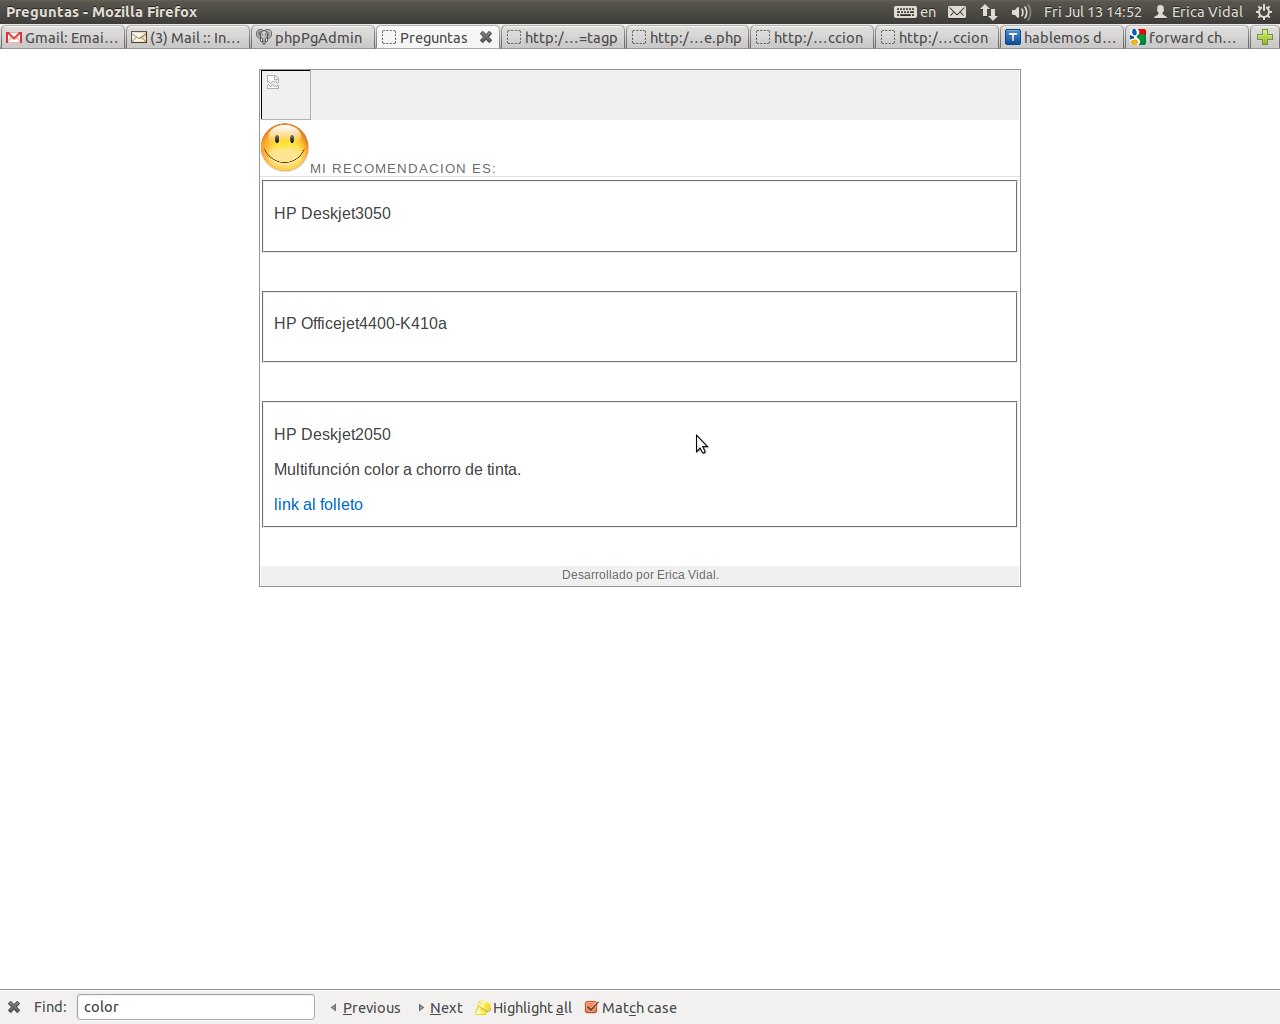 Preguntas - Mozilla Firefox
en
Fri Jul 13 14:52
Erica Vidal
Gmail: Emai...
(3) Mail :: In...
phpPgAdmin
Preguntas
http:/...=tagp
http:/...e.php
http:/...ccion
http:/...ccion
hablemos d...
forward ch...
MI RECOMENDACION ES:
HP Deskjet3050
HP Officejet4400-K410a
HP Deskjet2050
Multifunción color a chorro de tinta.
link al folleto
Desarrollado por Erica Vidal.
Find:
color
Previous
Next
Highlight all
Match case